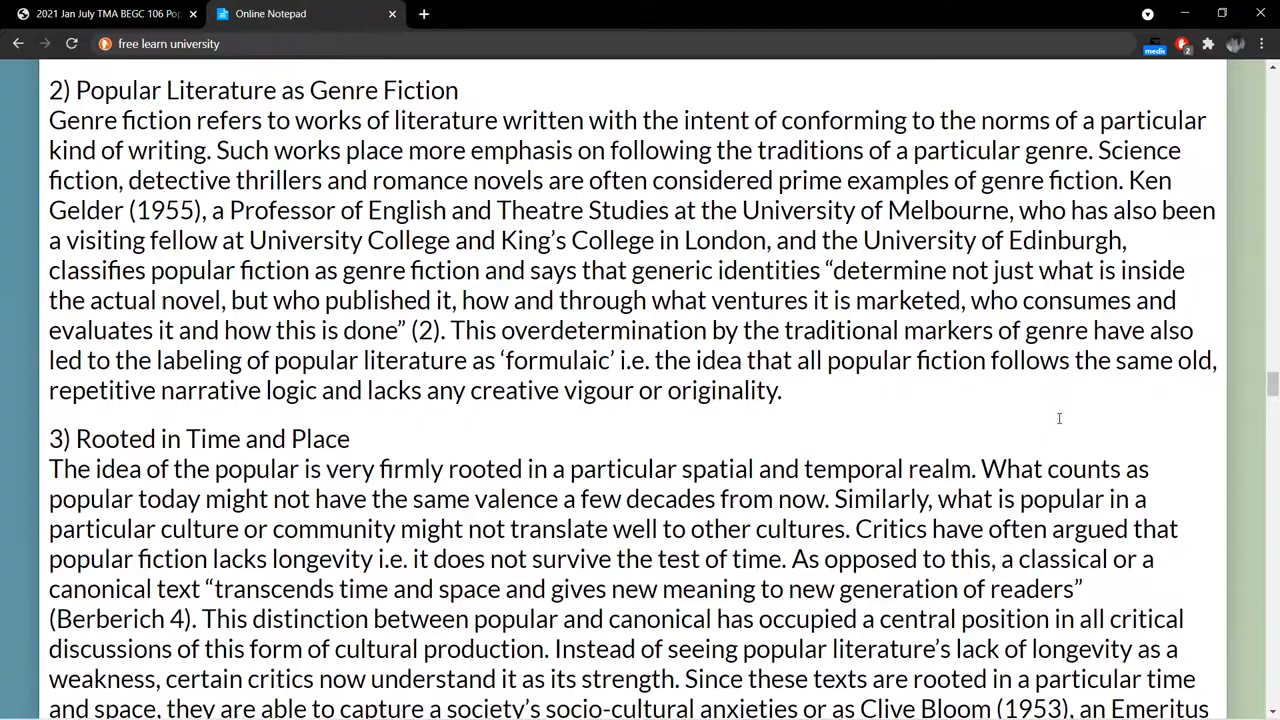 2021 Jan July TMA BEGC 106 Pop
Online Notepad
free learn university
medis
2
2) Popular Literature as Genre Fiction
Genre fiction refers to works of literature written with the intent of conforming to the norms of a particular
kind of writing. Such works place more emphasis on following the traditions of a particular genre. Science
fiction, detective thrillers and romance novels are often considered prime examples of genre fiction. Ken
Gelder (1955), a Professor of English and Theatre Studies at the University of Melbourne, who has also been
a visiting fellow at University College and King’s College in London, and the University of Edinburgh,
classifies popular fiction as genre fiction and says that generic identities “determine not just what is inside
the actual novel, but who published it, how and through what ventures it is marketed, who consumes and
evaluates it and how this is done” (2). This overdetermination by the traditional markers of genre have also
led to the labeling of popular literature as ‘formulaic’ i.e. the idea that all popular fiction follows the same old,
repetitive narrative logic and lacks any creative vigour or originality.
3) Rooted in Time and Place
The idea of the popular is very firmly rooted in a particular spatial and temporal realm. What counts as
popular today might not have the same valence a few decades from now. Similarly, what is popular in a
particular culture or community might not translate well to other cultures. Critics have often argued that
popular fiction lacks longevity i.e. it does not survive the test of time. As opposed to this, a classical or a
canonical text “transcends time and space and gives new meaning to new generation of readers”
(Berberich 4). This distinction between popular and canonical has occupied a central position in all critical
discussions of this form of cultural production. Instead of seeing popular literature’s lack of longevity as a
weakness, certain critics now understand it as its strength. Since these texts are rooted in a particular time
and space, they are able to capture a society’s socio-cultural anxieties or as Clive Bloom (1953), an Emeritus